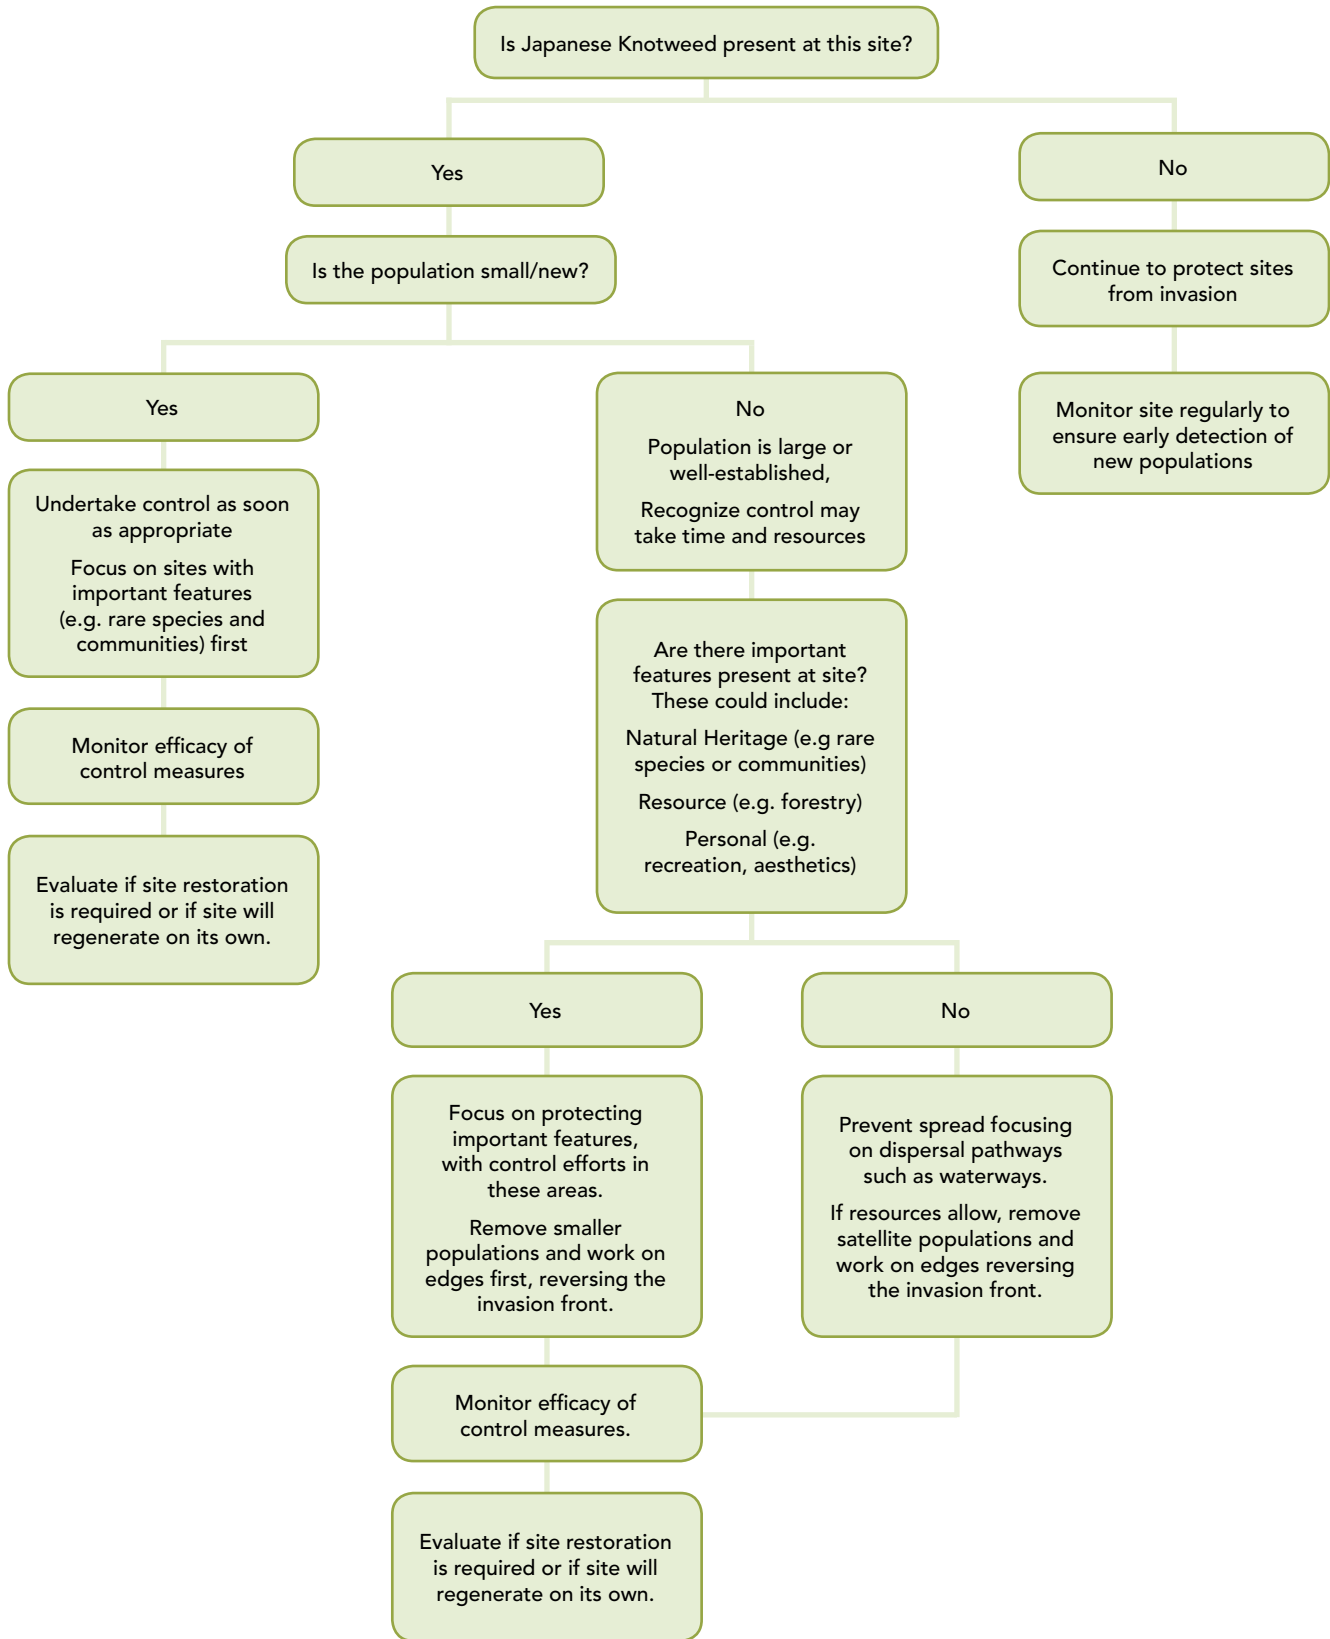 Is Japanese Knotweed present at this site?
Yes
No
Is the population small/new?
Continue to protect sites
from invasion
Monitor site regularly to
ensure early detection of
new populations
Yes
Undertake control as soon
as appropriate
Focus on sites with
important features
(e.g. rare species and
communities) first
Monitor efficacy of
control measures
Evaluate if site restoration
is required or if site will
regenerate on its own.
No
Population is large or
well-established,
Recognize control may
take time and resources
Are there important
features present at site?
These could include:
Natural Heritage (e.g rare
species or communities)
Resource (e.g. forestry)
Personal (e.g.
recreation, aesthetics)
Yes
Focus on protecting
important features,
with control efforts in
these areas.
Remove smaller
populations and work on
edges first, reversing the
invasion front.
No
Prevent spread focusing
on dispersal pathways
such as waterways.
If resources allow, remove
satellite populations and
work on edges reversing
the invasion front.
Monitor efficacy of
control measures.
Evaluate if site restoration
is required or if site will
regenerate on its own.